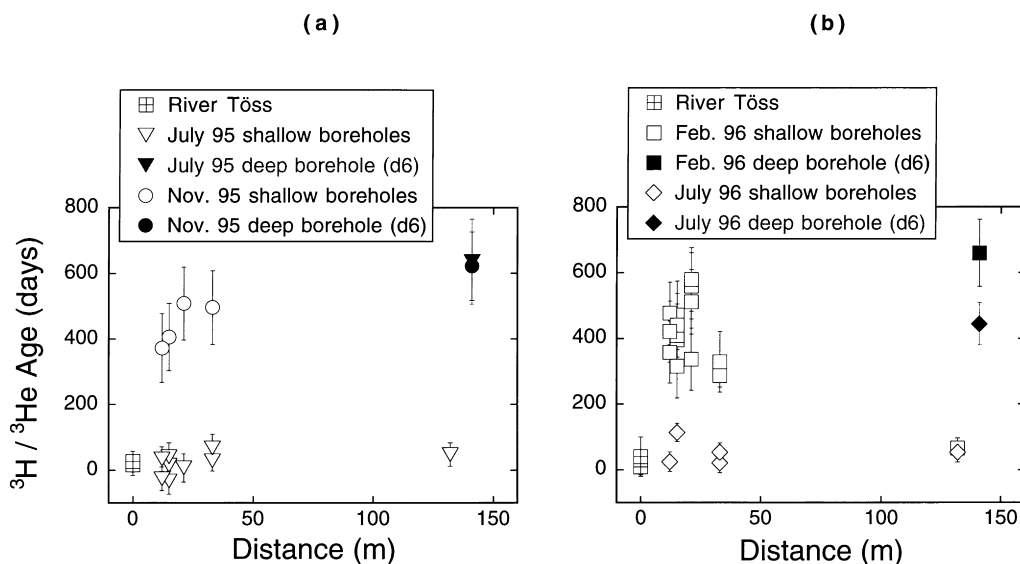 (a)
River Töss
July 95 shallow boreholes
July 95 deep borehole (d6)
Nov. 95 shallow boreholes
Nov. 95 deep borehole (d6)
800
600
400
200
0
0 50 100 150
Distance (m)
³H / ³He Age (days)
(b)
River Töss
Feb. 96 shallow boreholes
Feb. 96 deep borehole (d6)
July 96 shallow boreholes
July 96 deep borehole (d6)
800
600
400
200
0
0 50 100 150
Distance (m)